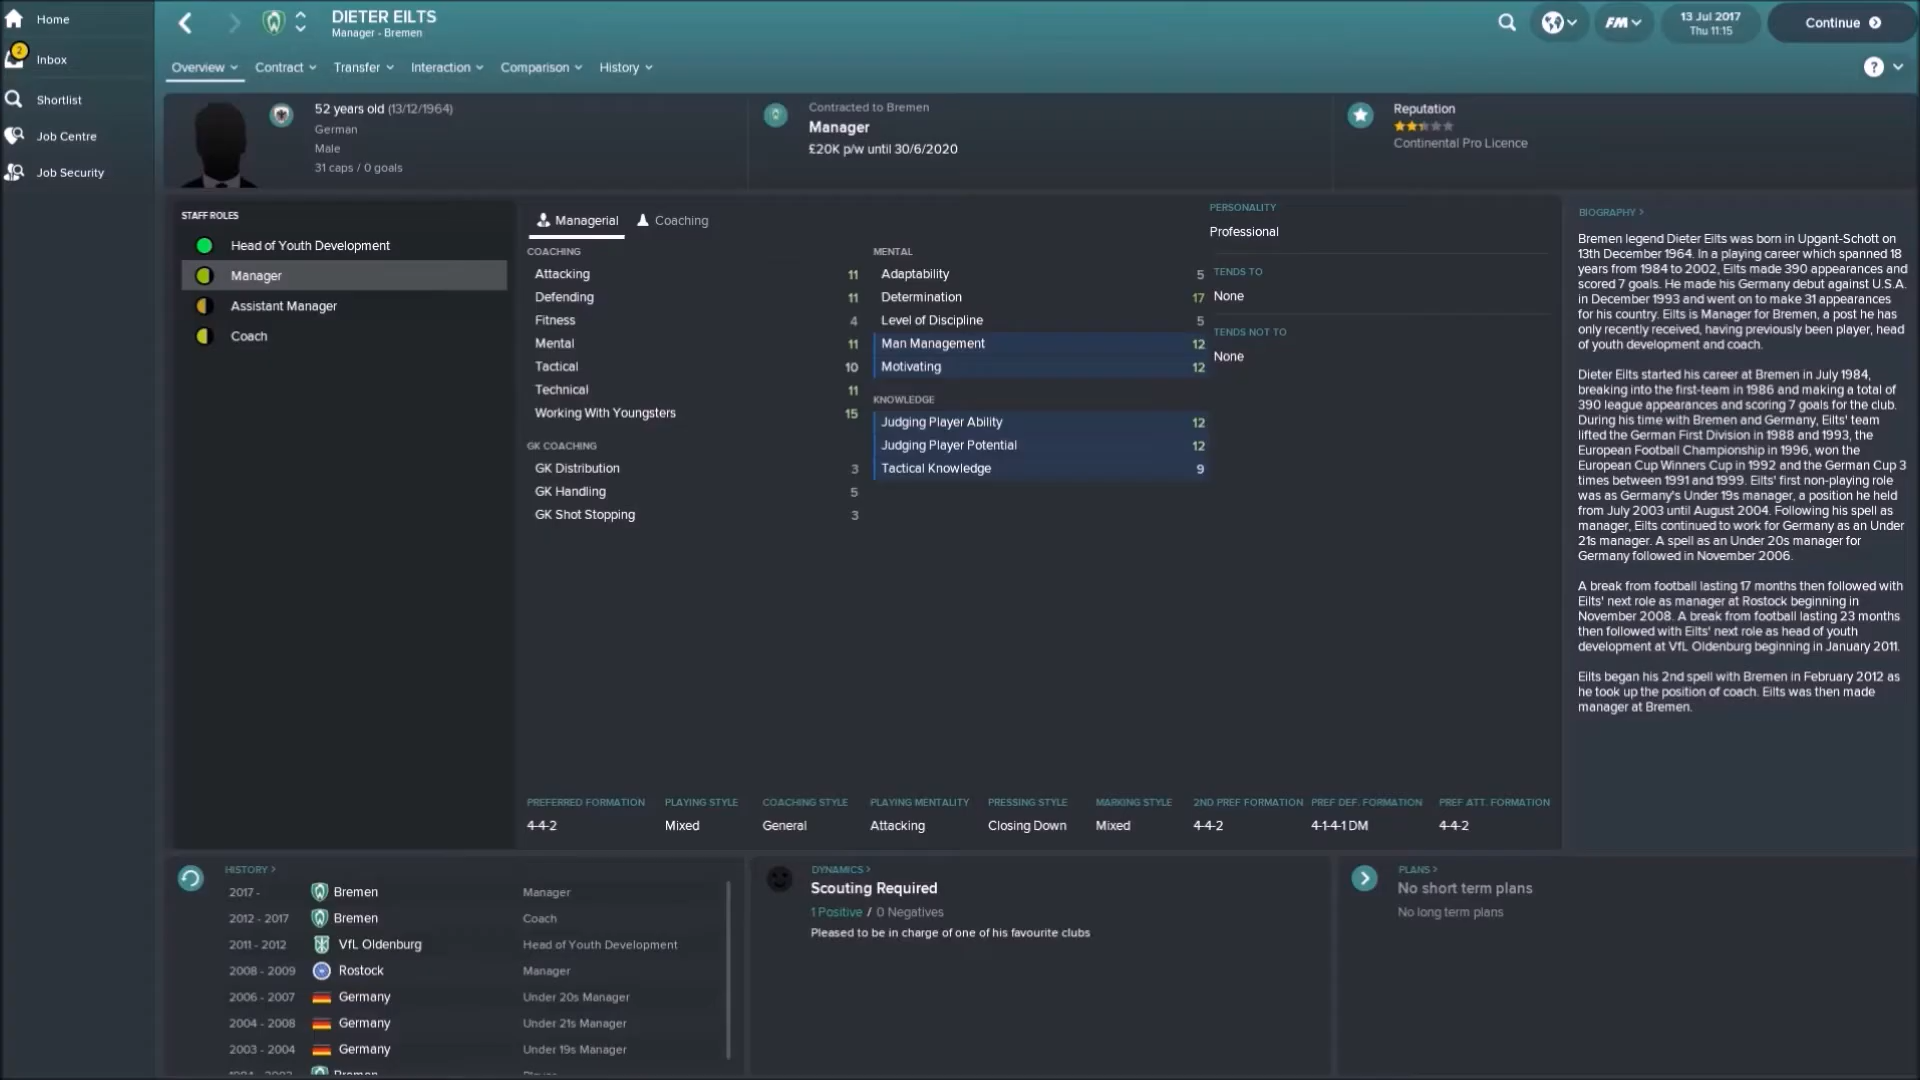 Home
2
Inbox
Shortlist
Job Centre
Job Security
DIETER EILTS
Manager - Bremen
FM
13 Jul 2017
Thu 11:15
Continue
Overview
Contract
Transfer
Interaction
Comparison
History
?
52 years old (13/12/1964)
German
Male
31 caps / 0 goals
Contracted to Bremen
Manager
£20K p/w until 30/6/2020
Reputation
Continental Pro Licence
STAFF ROLES
Head of Youth Development
Manager
Assistant Manager
Coach
Managerial
Coaching
COACHING
Attacking 11
Defending 11
Fitness 4
Mental 11
Tactical 10
Technical 11
Working With Youngsters 15
GK COACHING
GK Distribution 3
GK Handling 5
GK Shot Stopping 3
MENTAL
Adaptability 5
Determination 17
Level of Discipline 5
Man Management 12
Motivating 12
KNOWLEDGE
Judging Player Ability 12
Judging Player Potential 12
Tactical Knowledge 9
PERSONALITY
Professional
TENDS TO
None
TENDS NOT TO
None
PREFERRED FORMATION
4-4-2
PLAYING STYLE
Mixed
COACHING STYLE
General
PLAYING MENTALITY
Attacking
PRESSING STYLE
Closing Down
MARKING STYLE
Mixed
2ND PREF FORMATION
4-4-2
PREF DEF. FORMATION
4-1-4-1 DM
PREF ATT. FORMATION
4-4-2
BIOGRAPHY >
Bremen legend Dieter Eilts was born in Upgant-Schott on
13th December 1964. In a playing career which spanned 18
years from 1984 to 2002, Eilts made 390 appearances and
scored 7 goals. He made his Germany debut against U.S.A.
in December 1993 and went on to make 31 appearances
for his country. Eilts is Manager for Bremen, a post he has
only recently received, having previously been player, head
of youth development and coach.
Dieter Eilts started his career at Bremen in July 1984,
breaking into the first-team in 1986 and making a total of
390 league appearances and scoring 7 goals for the club.
During his time with Bremen and Germany, Eilts' team
lifted the German First Division in 1988 and 1993, the
European Football Championship in 1996, won the
European Cup Winners Cup in 1992 and the German Cup 3
times between 1991 and 1999. Eilts' first non-playing role
was as Germany's Under 19s manager, a position he held
from July 2003 until August 2004. Following his spell as
manager, Eilts continued to work for Germany as an Under
21s manager. A spell as an Under 20s manager for
Germany followed in November 2006.
A break from football lasting 17 months then followed with
Eilts' next role as manager at Rostock beginning in
November 2008. A break from football lasting 23 months
then followed with Eilts' next role as head of youth
development at VfL Oldenburg beginning in January 2011.
Eilts began his 2nd spell with Bremen in February 2012 as
he took up the position of coach. Eilts was then made
manager at Bremen.
HISTORY >
2017 - Bremen Manager
2012 - 2017 Bremen Coach
2011 - 2012 VfL Oldenburg Head of Youth Development
2008 - 2009 Rostock Manager
2006 - 2007 Germany Under 20s Manager
2004 - 2008 Germany Under 21s Manager
2003 - 2004 Germany Under 19s Manager
DYNAMICS >
Scouting Required
1 Positive / 0 Negatives
Pleased to be in charge of one of his favourite clubs
PLANS >
No short term plans
No long term plans